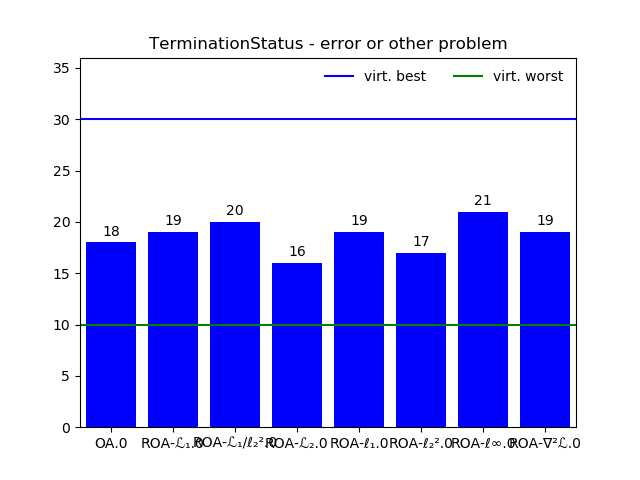 TerminationStatus - error or other problem
virt. best
virt. worst
35
30
25
20
15
10
5
0
18
19
20
16
19
17
21
19
OA.0
ROA-ℒ₁.0
ROA-ℒ₁/ℓ₂².0
ROA-ℒ₂.0
ROA-ℓ₁.0
ROA-ℓ₂².0
ROA-ℓ∞.0
ROA-∇²ℒ.0